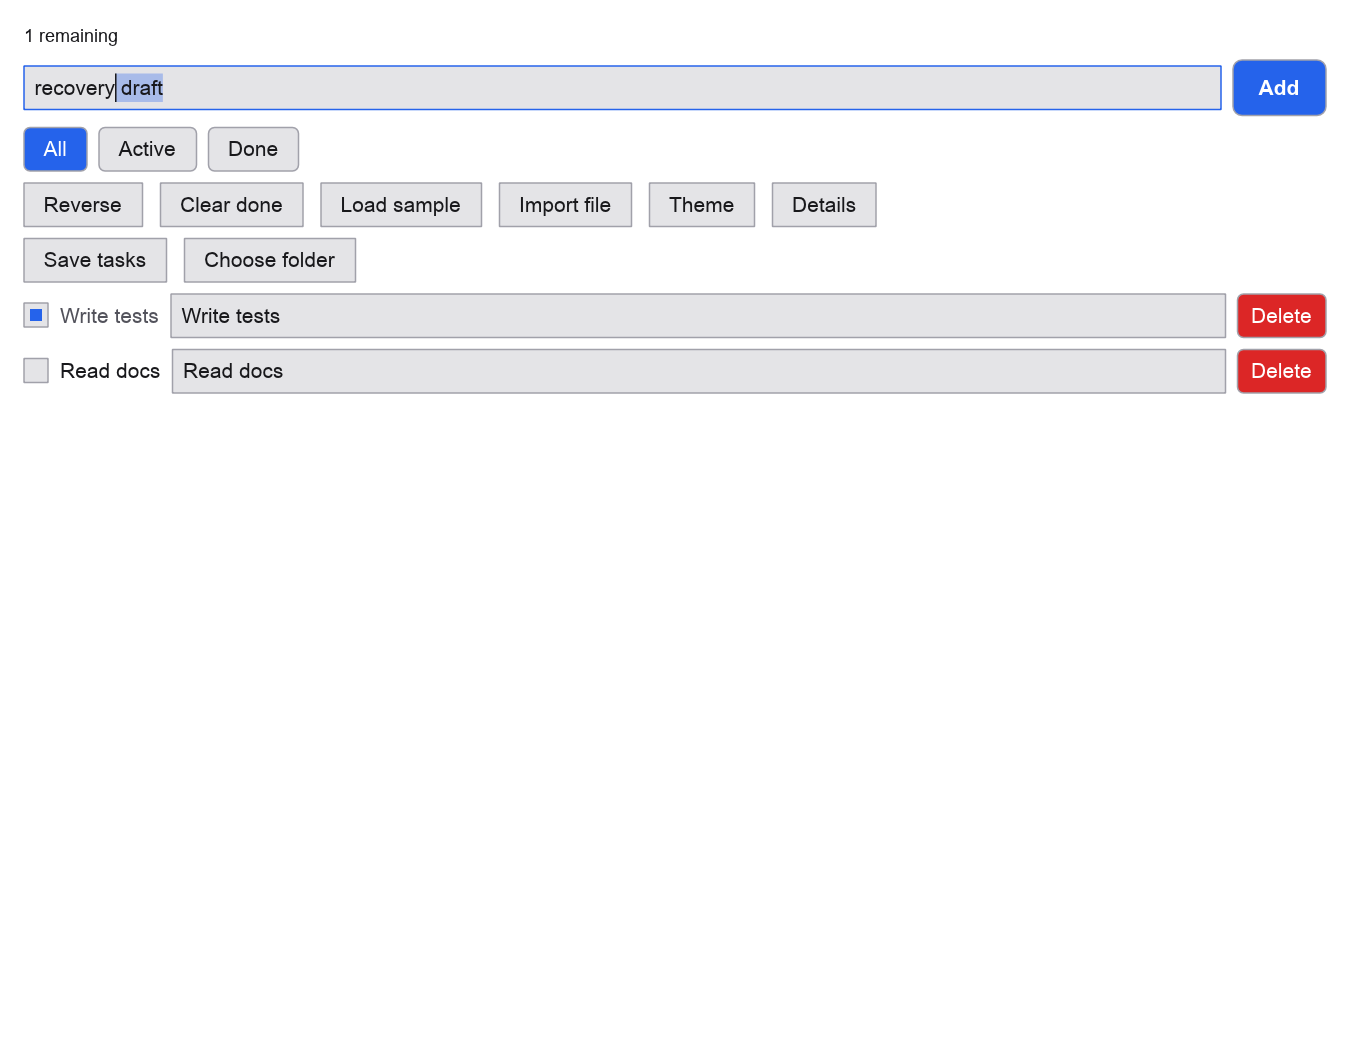 1 remaining
recovery draft Add
All Active Done
Reverse Clear done Load sample Import file Theme Details
Save tasks Choose folder
Write tests Write tests Delete
Read docs Read docs Delete